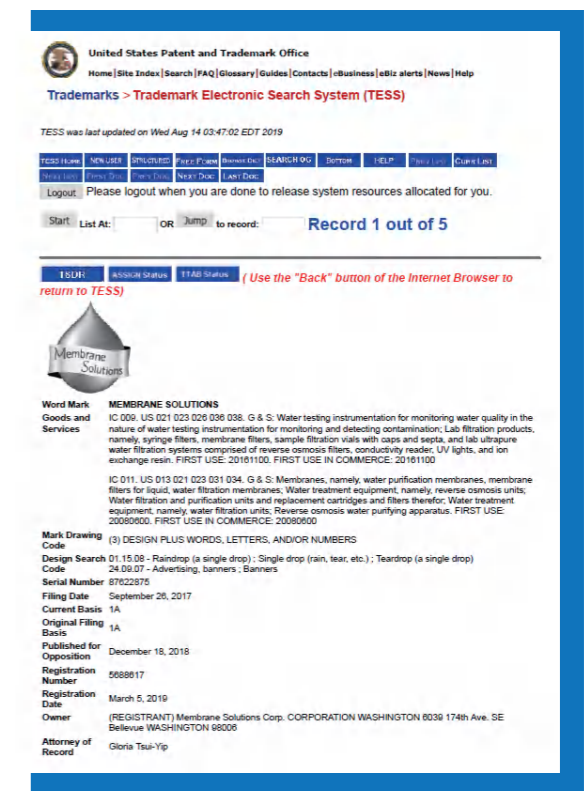 United States Patent and Trademark Office
Home|Site Index|Search|FAQ|Glossary|Guides|Contacts|eBusiness|eBiz alerts|News|Help
Trademarks > Trademark Electronic Search System (TESS)
TESS was last updated on Wed Aug 14 03:47:02 EDT 2019
TESS HOME NEW USER STRUCTURED FREE FORM BROWSE DICT SEARCH OG BOTTOM HELP PREV LIST CURR LIST
NEXT LIST FIRST DOC PREV DOC NEXT DOC LAST DOC
Logout Please logout when you are done to release system resources allocated for you.
Start List At: OR Jump to record: Record 1 out of 5
TSDR ASSIGN Status TTAB Status ( Use the "Back" button of the Internet Browser to
return to TESS)
Membrane
Solutions
Word Mark MEMBRANE SOLUTIONS
Goods and Services IC 009. US 021 023 026 036 038. G & S: Water testing instrumentation for monitoring water quality in the
nature of water testing instrumentation for monitoring and detecting contamination; Lab filtration products,
namely, syringe filters, membrane filters, sample filtration vials with caps and septa, and lab ultrapure
water filtration systems comprised of reverse osmosis filters, conductivity reader, UV lights, and ion
exchange resin. FIRST USE: 20161100. FIRST USE IN COMMERCE: 20161100
IC 011. US 013 021 023 031 034. G & S: Membranes, namely, water purification membranes, membrane
filters for liquid, water filtration membranes; Water treatment equipment, namely, reverse osmosis units;
Water filtration and purification units and replacement cartridges and filters therefor; Water treatment
equipment, namely, water filtration units; Reverse osmosis water purifying apparatus. FIRST USE:
20080600. FIRST USE IN COMMERCE: 20080600
Mark Drawing Code (3) DESIGN PLUS WORDS, LETTERS, AND/OR NUMBERS
Design Search Code 01.15.08 - Raindrop (a single drop) ; Single drop (rain, tear, etc.) ; Teardrop (a single drop)
24.09.07 - Advertising, banners ; Banners
Serial Number 87622875
Filing Date September 26, 2017
Current Basis 1A
Original Filing Basis 1A
Published for Opposition December 18, 2018
Registration Number 5688617
Registration Date March 5, 2019
Owner (REGISTRANT) Membrane Solutions Corp. CORPORATION WASHINGTON 6039 174th Ave. SE
Bellevue WASHINGTON 98006
Attorney of Record Gloria Tsui-Yip